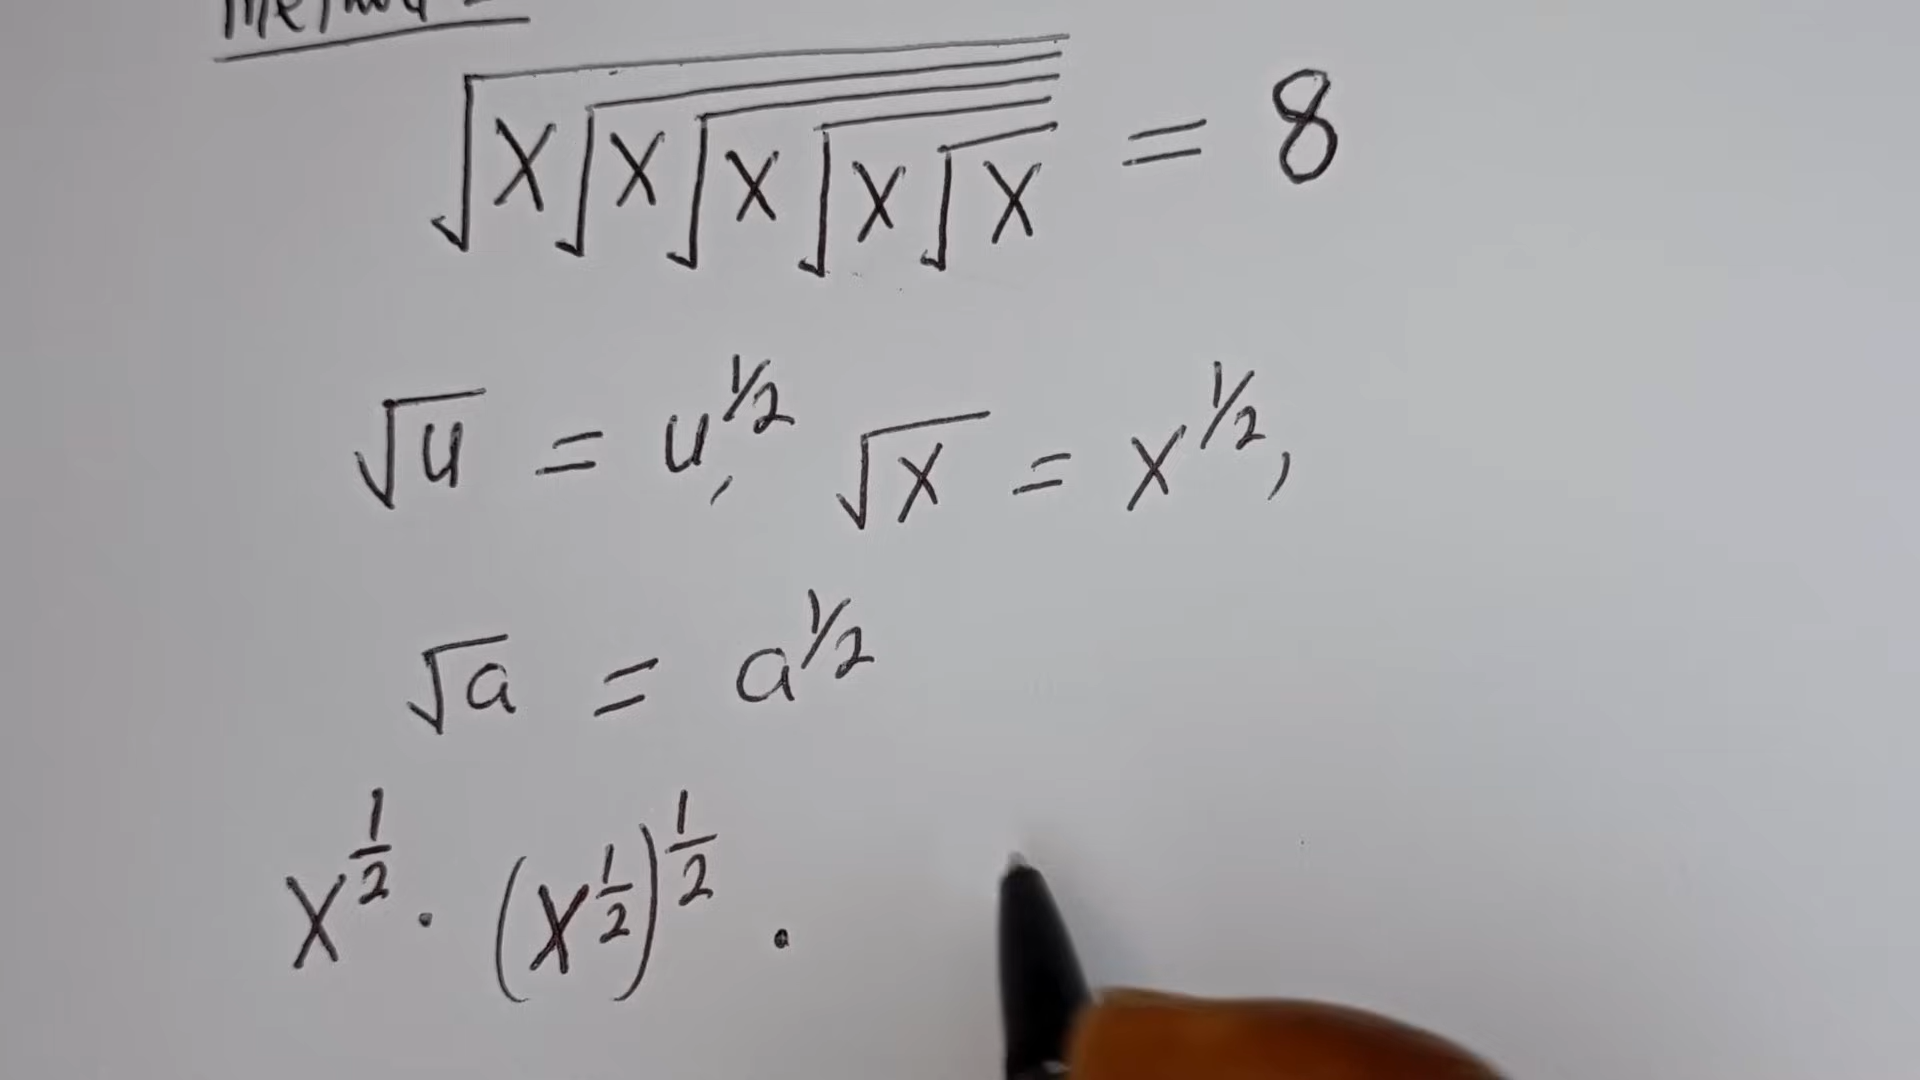 √(x√(x√(x√(x√x)))) = 8
√u = u^1/2, √x = x^1/2,
√a = a^1/2
x^1/2 · (x^1/2)^1/2 ·